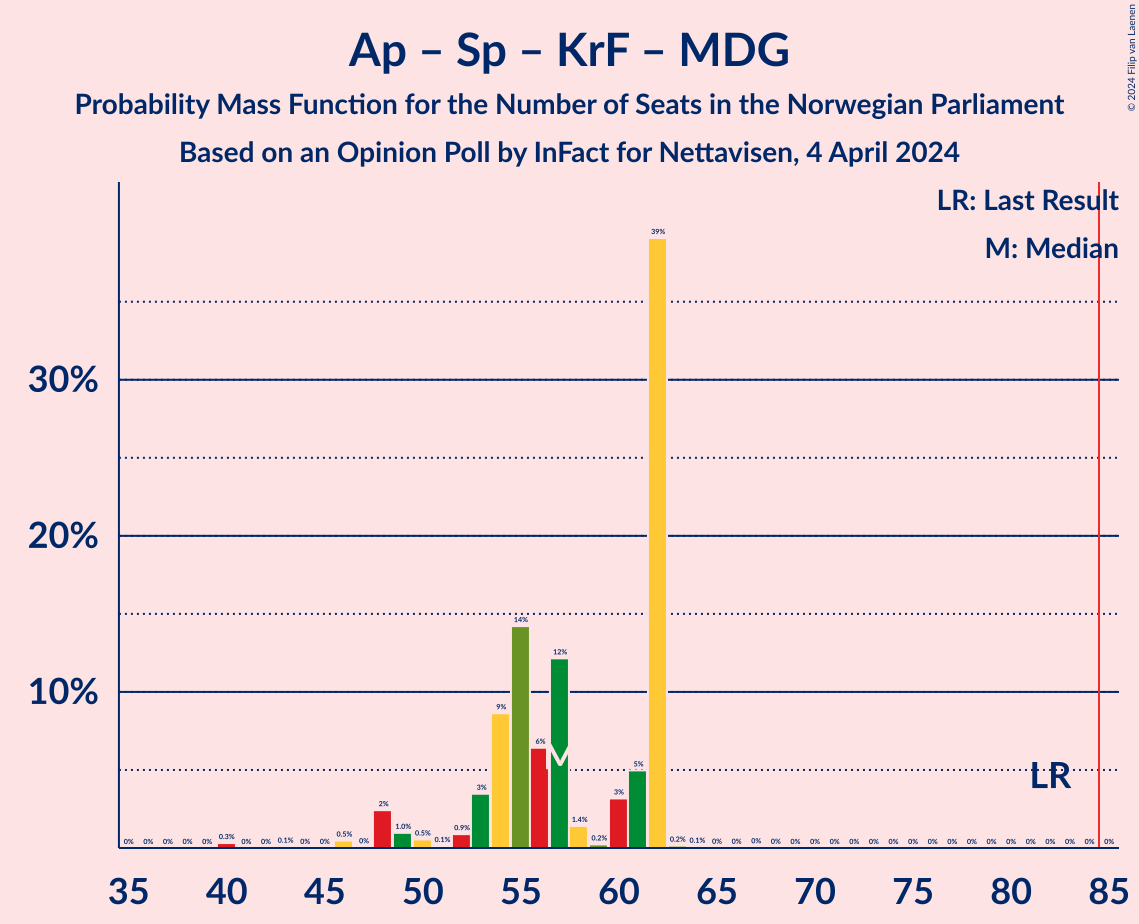 Ap – Sp – KrF – MDG
Probability Mass Function for the Number of Seats in the Norwegian Parliament
Based on an Opinion Poll by InFact for Nettavisen, 4 April 2024
© 2024 Filip van Laenen
LR: Last Result
M: Median
30%
20%
10%
0% 0% 0% 0% 0% 0.3% 0% 0% 0.1% 0% 0% 0.5% 0% 2% 1.0% 0.5% 0.1% 0.9% 3% 9% 14% 6% 12% 1.4% 0.2% 3% 5% 39% 0.2% 0.1% 0% 0% 0% 0% 0% 0% 0% 0% 0% 0% 0% 0% 0% 0% 0% 0% 0% 0% 0% 0% 0%
M
LR
35 40 45 50 55 60 65 70 75 80 85